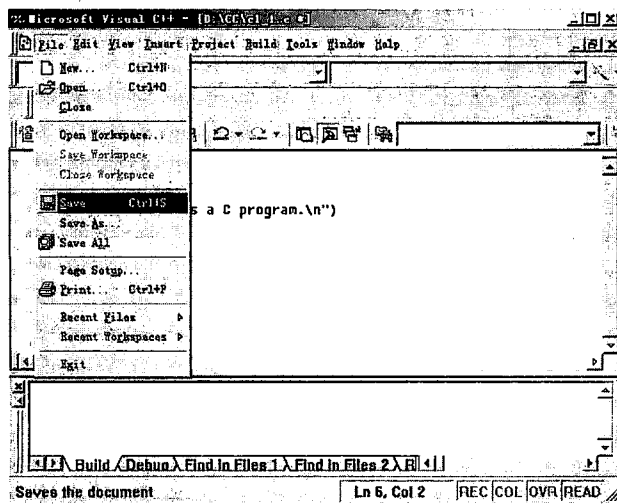 Microsoft Visual C++ - [D:\CC\c1_1.c *]
File Edit View Insert Project Build Tools Window Help
New... Ctrl+N
Open... Ctrl+O
Close
Open Workspace...
Save Workspace
Close Workspace
Save Ctrl+S
s a C program.\n")
Save As...
Save All
Page Setup...
Print... Ctrl+P
Recent Files
Recent Workspaces
Exit
Build Debug Find in Files 1 Find in Files 2 R
Saves the document Ln 6, Col 2 REC COL OVR READ